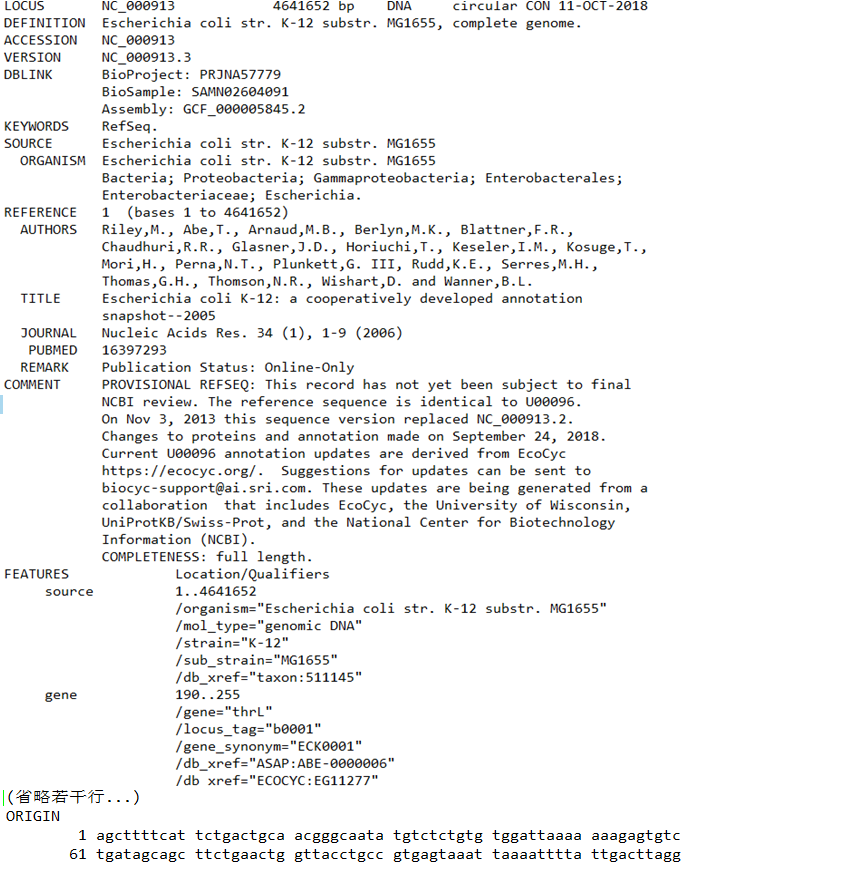 LOCUS       NC_000913            4641652 bp    DNA     circular CON 11-OCT-2018
DEFINITION  Escherichia coli str. K-12 substr. MG1655, complete genome.
ACCESSION   NC_000913
VERSION     NC_000913.3
DBLINK      BioProject: PRJNA57779
            BioSample: SAMN02604091
            Assembly: GCF_000005845.2
KEYWORDS    RefSeq.
SOURCE      Escherichia coli str. K-12 substr. MG1655
  ORGANISM  Escherichia coli str. K-12 substr. MG1655
            Bacteria; Proteobacteria; Gammaproteobacteria; Enterobacterales;
            Enterobacteriaceae; Escherichia.
REFERENCE   1  (bases 1 to 4641652)
  AUTHORS   Riley,M., Abe,T., Arnaud,M.B., Berlyn,M.K., Blattner,F.R.,
            Chaudhuri,R.R., Glasner,J.D., Horiuchi,T., Keseler,I.M., Kosuge,T.,
            Mori,H., Perna,N.T., Plunkett,G. III, Rudd,K.E., Serres,M.H.,
            Thomas,G.H., Thomson,N.R., Wishart,D. and Wanner,B.L.
  TITLE     Escherichia coli K-12: a cooperatively developed annotation
            snapshot--2005
  JOURNAL   Nucleic Acids Res. 34 (1), 1-9 (2006)
   PUBMED   16397293
  REMARK    Publication Status: Online-Only
COMMENT     PROVISIONAL REFSEQ: This record has not yet been subject to final
            NCBI review. The reference sequence is identical to U00096.
            On Nov 3, 2013 this sequence version replaced NC_000913.2.
            Changes to proteins and annotation made on September 24, 2018.
            Current U00096 annotation updates are derived from EcoCyc
            https://ecocyc.org/.  Suggestions for updates can be sent to
            biocyc-support@ai.sri.com. These updates are being generated from a
            collaboration  that includes EcoCyc, the University of Wisconsin,
            UniProtKB/Swiss-Prot, and the National Center for Biotechnology
            Information (NCBI).
            COMPLETENESS: full length.
FEATURES             Location/Qualifiers
     source          1..4641652
                     /organism="Escherichia coli str. K-12 substr. MG1655"
                     /mol_type="genomic DNA"
                     /strain="K-12"
                     /sub_strain="MG1655"
                     /db_xref="taxon:511145"
     gene            190..255
                     /gene="thrL"
                     /locus_tag="b0001"
                     /gene_synonym="ECK0001"
                     /db_xref="ASAP:ABE-0000006"
                     /db xref="ECOCYC:EG11277"
(省略若干行...)
ORIGIN
        1 agcttttcat tctgactgca acgggcaata tgtctctgtg tggattaaaa aaagagtgtc
       61 tgatagcagc ttctgaactg gttacctgcc gtgagtaaat taaaatttta ttgacttagg